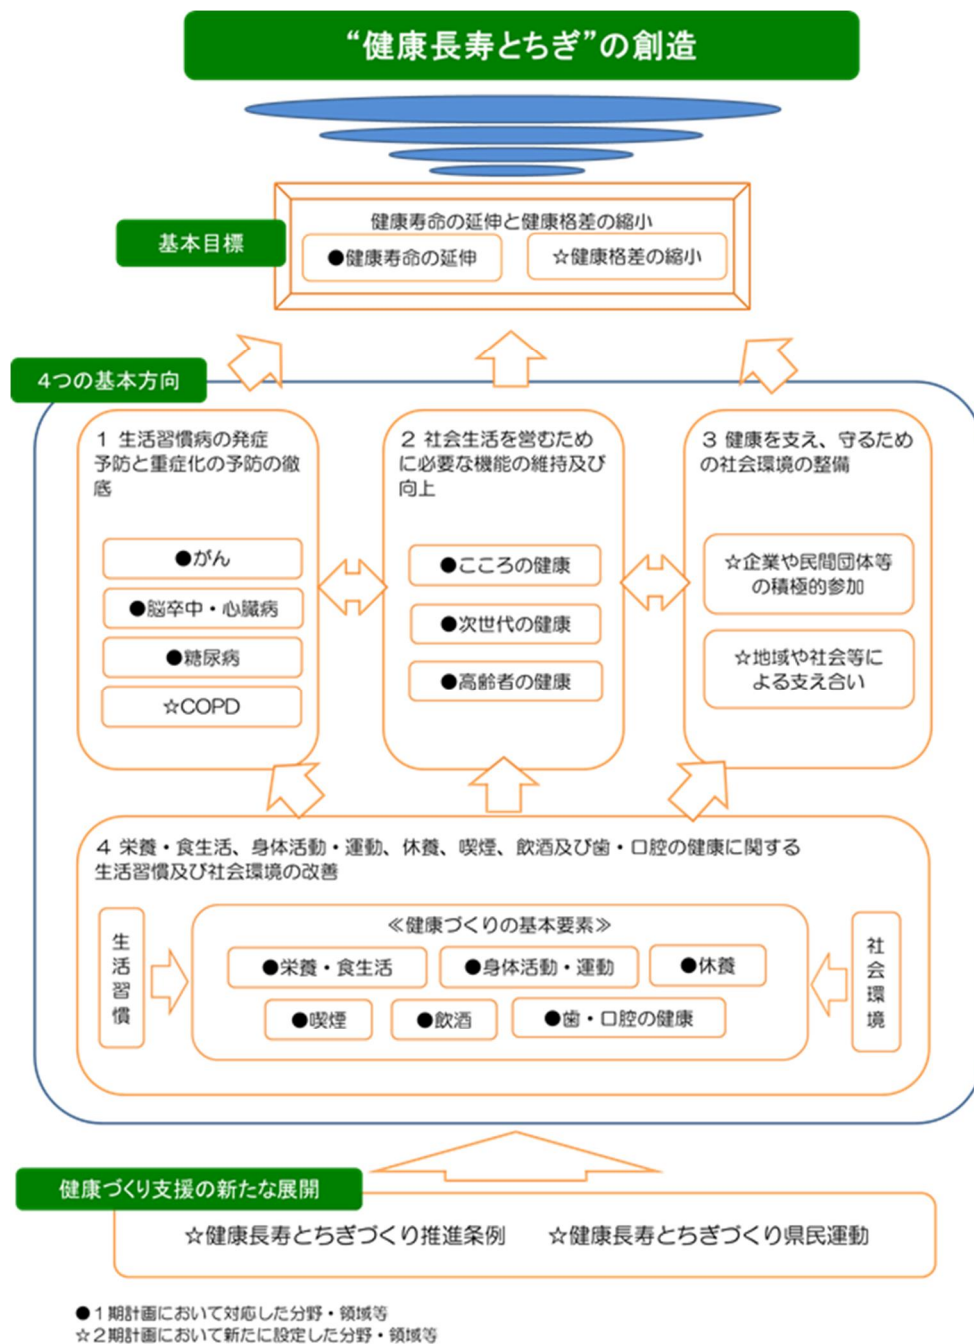 “健康長寿とちぎ”の創造
基本目標
健康寿命の延伸と健康格差の縮小
●健康寿命の延伸
☆健康格差の縮小
4つの基本方向
1 生活習慣病の発症
予防と重症化の予防の徹
底
●がん
●脳卒中・心臓病
●糖尿病
☆COPD
2 社会生活を営むため
に必要な機能の維持及び
向上
●こころの健康
●次世代の健康
●高齢者の健康
3 健康を支え、守るため
の社会環境の整備
☆企業や民間団体等
の積極的参加
☆地域や社会等に
よる支え合い
4 栄養・食生活、身体活動・運動、休養、喫煙、飲酒及び歯・口腔の健康に関する
生活習慣及び社会環境の改善
生活習慣
≪健康づくりの基本要素≫
●栄養・食生活
●身体活動・運動
●休養
●喫煙
●飲酒
●歯・口腔の健康
社会環境
健康づくり支援の新たな展開
☆健康長寿とちぎづくり推進条例
☆健康長寿とちぎづくり県民運動
●1期計画において対応した分野・領域等
☆2期計画において新たに設定した分野・領域等